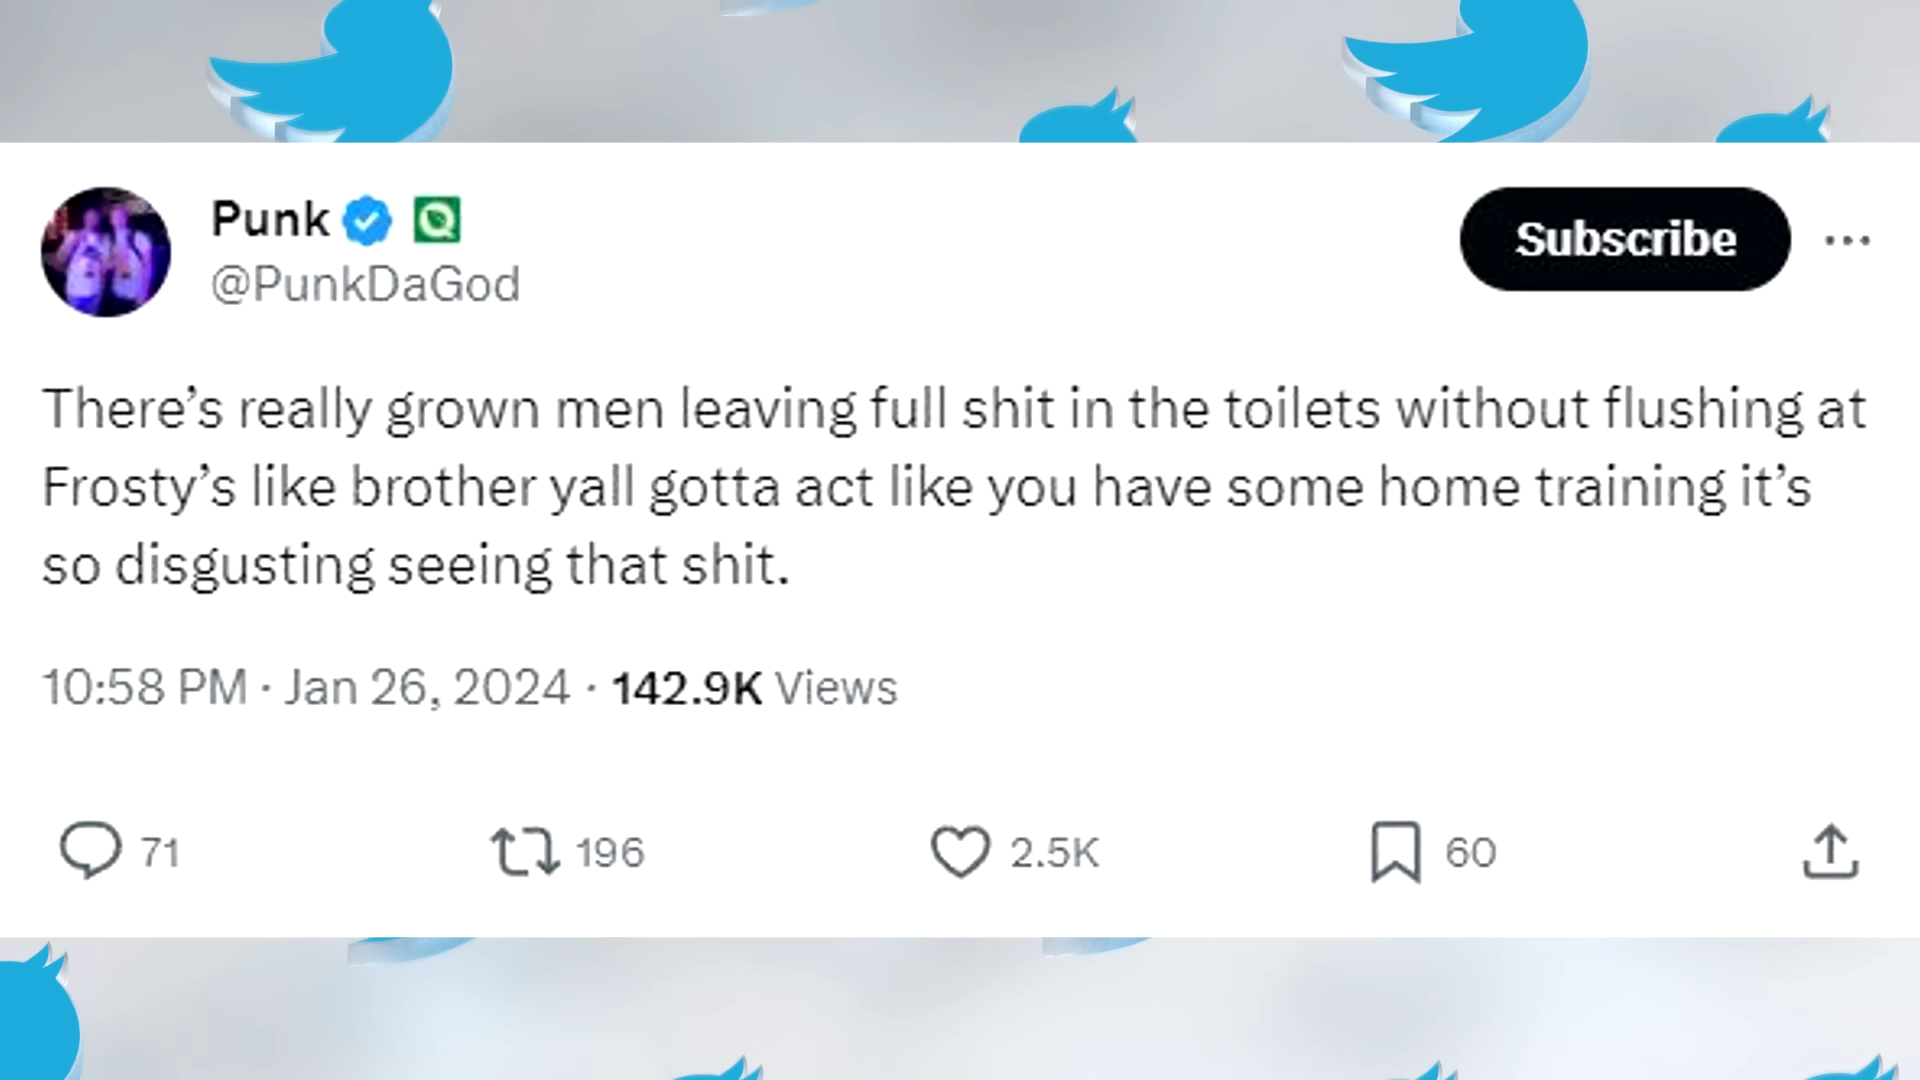 Punk
Subscribe
@PunkDaGod
There’s really grown men leaving full shit in the toilets without flushing at
Frosty’s like brother yall gotta act like you have some home training it’s
so disgusting seeing that shit.
10:58 PM · Jan 26, 2024 · 142.9K Views
71 196 2.5K 60